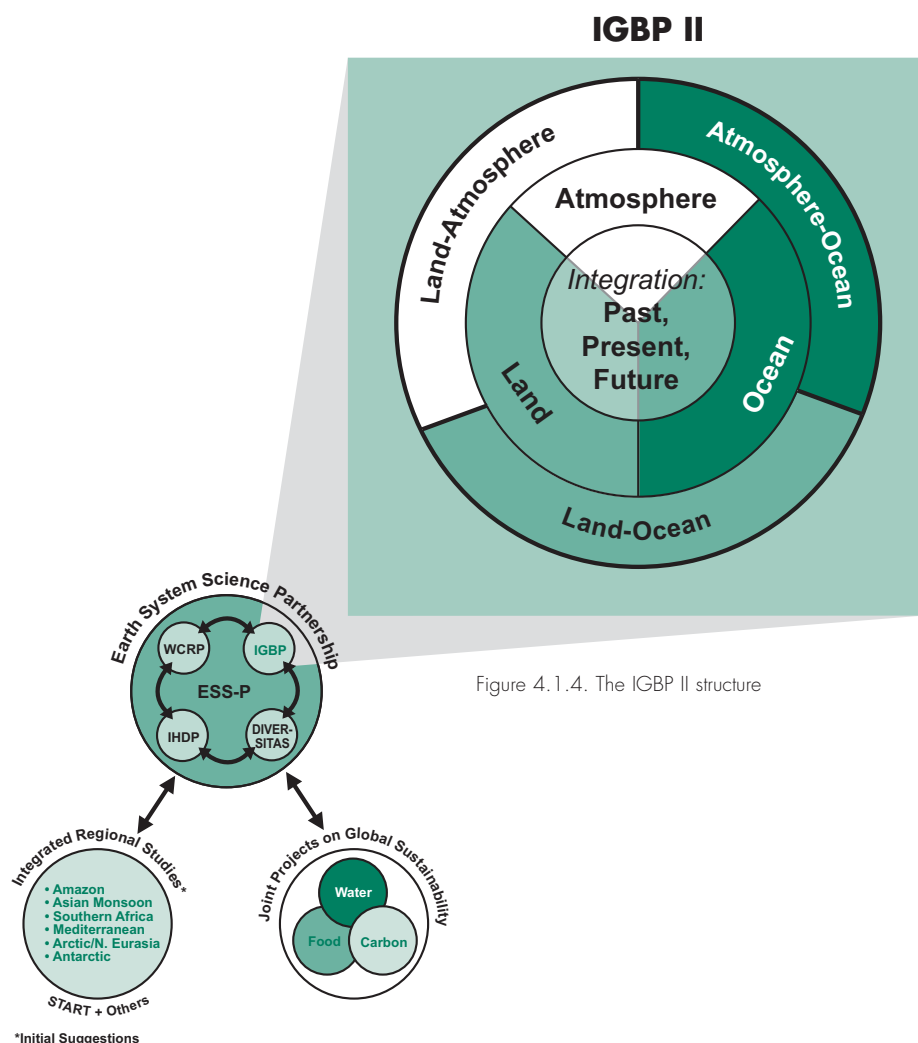 IGBP II
Land-Atmosphere
Atmosphere-Ocean
Atmosphere
Integration:
Past,
Present,
Future
Land
Ocean
Land-Ocean
Figure 4.1.4. The IGBP II structure
Earth System Science Partnership
WCRP
IGBP
ESS-P
IHDP
DIVER-
SITAS
Integrated Regional Studies*
• Amazon
• Asian Monsoon
• Southern Africa
• Mediterranean
• Arctic/N. Eurasia
• Antarctic
START + Others
Joint Projects on Global Sustainability
Water
Food
Carbon
*Initial Suggestions